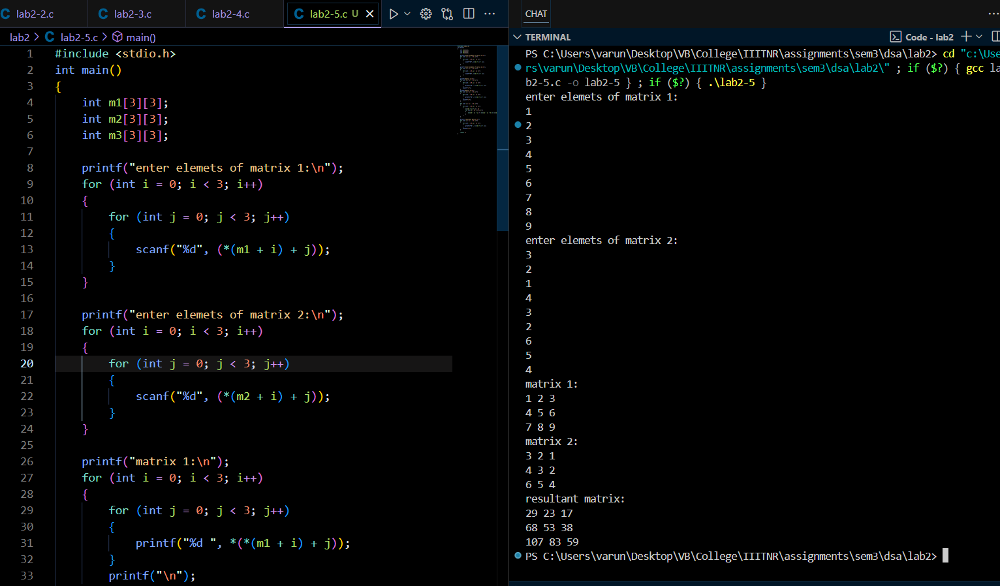 lab2-2.c
lab2-3.c
lab2-4.c
lab2-5.c U
lab2 > lab2-5.c > main()
1 #include <stdio.h>
2 int main()
3 {
4 int m1[3][3];
5 int m2[3][3];
6 int m3[3][3];
7
8 printf("enter elemets of matrix 1:\n");
9 for (int i = 0; i < 3; i++)
10 {
11 for (int j = 0; j < 3; j++)
12 {
13 scanf("%d", (*(m1 + i) + j));
14 }
15 }
16
17 printf("enter elemets of matrix 2:\n");
18 for (int i = 0; i < 3; i++)
19 {
20 for (int j = 0; j < 3; j++)
21 {
22 scanf("%d", (*(m2 + i) + j));
23 }
24 }
25
26 printf("matrix 1:\n");
27 for (int i = 0; i < 3; i++)
28 {
29 for (int j = 0; j < 3; j++)
30 {
31 printf("%d ", *(*(m1 + i) + j));
32 }
33 printf("\n");
CHAT
TERMINAL
Code - lab2
PS C:\Users\varun\Desktop\VB\College\IIITNR\assignments\sem3\dsa\lab2> cd "c:\Use
rs\varun\Desktop\VB\College\IIITNR\assignments\sem3\dsa\lab2\" ; if ($?) { gcc la
b2-5.c -o lab2-5 } ; if ($?) { .\lab2-5 }
enter elemets of matrix 1:
1
2
3
4
5
6
7
8
9
enter elemets of matrix 2:
3
2
1
4
3
2
6
5
4
matrix 1:
1 2 3
4 5 6
7 8 9
matrix 2:
3 2 1
4 3 2
6 5 4
resultant matrix:
29 23 17
68 53 38
107 83 59
PS C:\Users\varun\Desktop\VB\College\IIITNR\assignments\sem3\dsa\lab2>